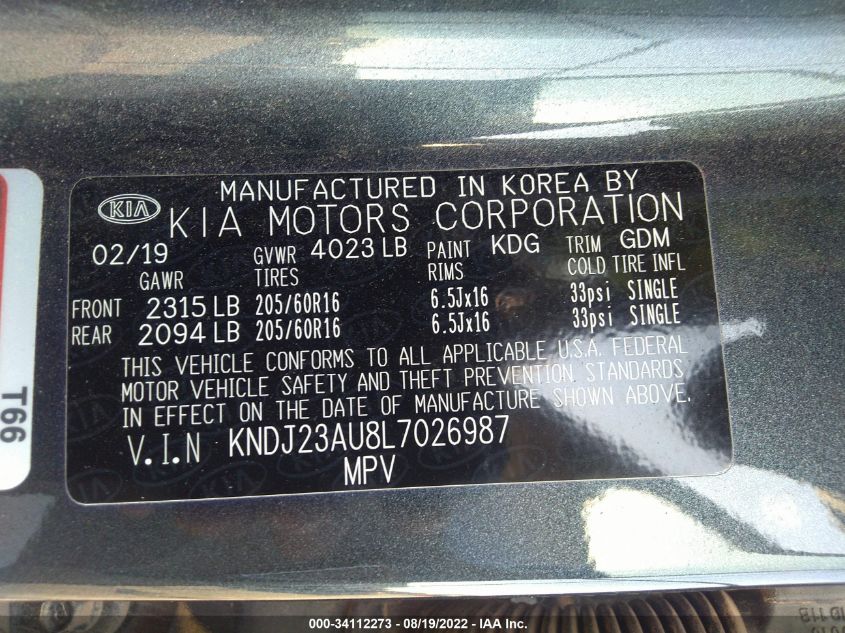 MANUFACTURED IN KOREA BY
KIA
KIA MOTORS CORPORATION
02/19 GVWR 4023 LB PAINT KDG TRIM GDM
GAWR TIRES RIMS COLD TIRE INFL
FRONT 2315 LB 205/60R16 6.5Jx16 33psi SINGLE
REAR 2094 LB 205/60R16 6.5Jx16 33psi SINGLE
THIS VEHICLE CONFORMS TO ALL APPLICABLE U.S.A. FEDERAL
MOTOR VEHICLE SAFETY AND THEFT PREVENTION STANDARDS
IN EFFECT ON THE DATE OF MANUFACTURE SHOWN ABOVE.
V.I.N KNDJ23AU8L7026987
MPV
T66
000-34112273 - 08/19/2022 - IAA Inc.